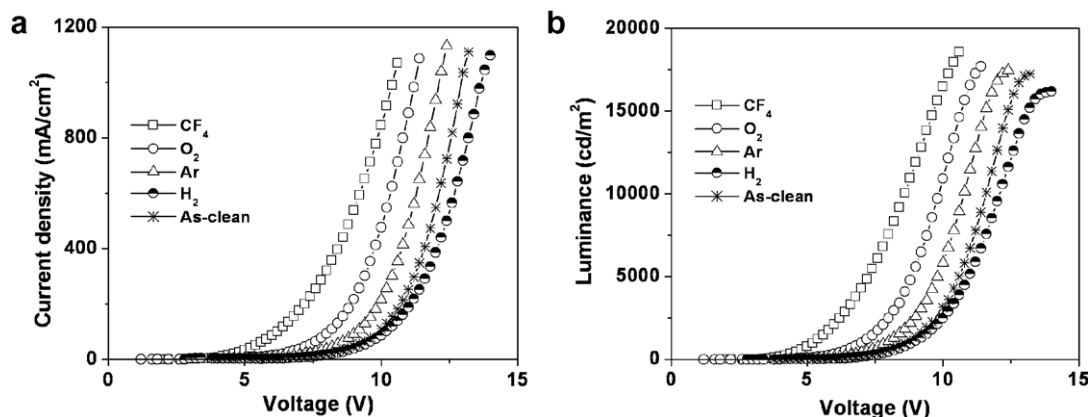 a
1200
800
400
0
Current density (mA/cm²)
CF₄
O₂
Ar
H₂
As-clean
0
5
10
15
Voltage (V)
b
20000
15000
10000
5000
0
Luminance (cd/m²)
CF₄
O₂
Ar
H₂
As-clean
0
5
10
15
Voltage (V)